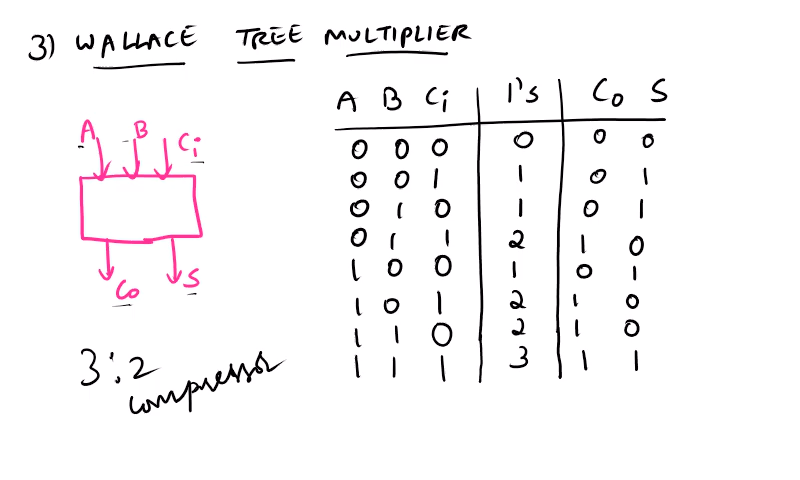 3) WALLACE TREE MULTIPLIER
A B Ci
Co S
3:2
compressor
A B Ci 1's Co S
0 0 0 0 0 0
0 0 1 1 0 1
0 1 0 1 0 1
0 1 1 2 1 0
1 0 0 1 0 1
1 0 1 2 1 0
1 1 0 2 1 0
1 1 1 3 1 1